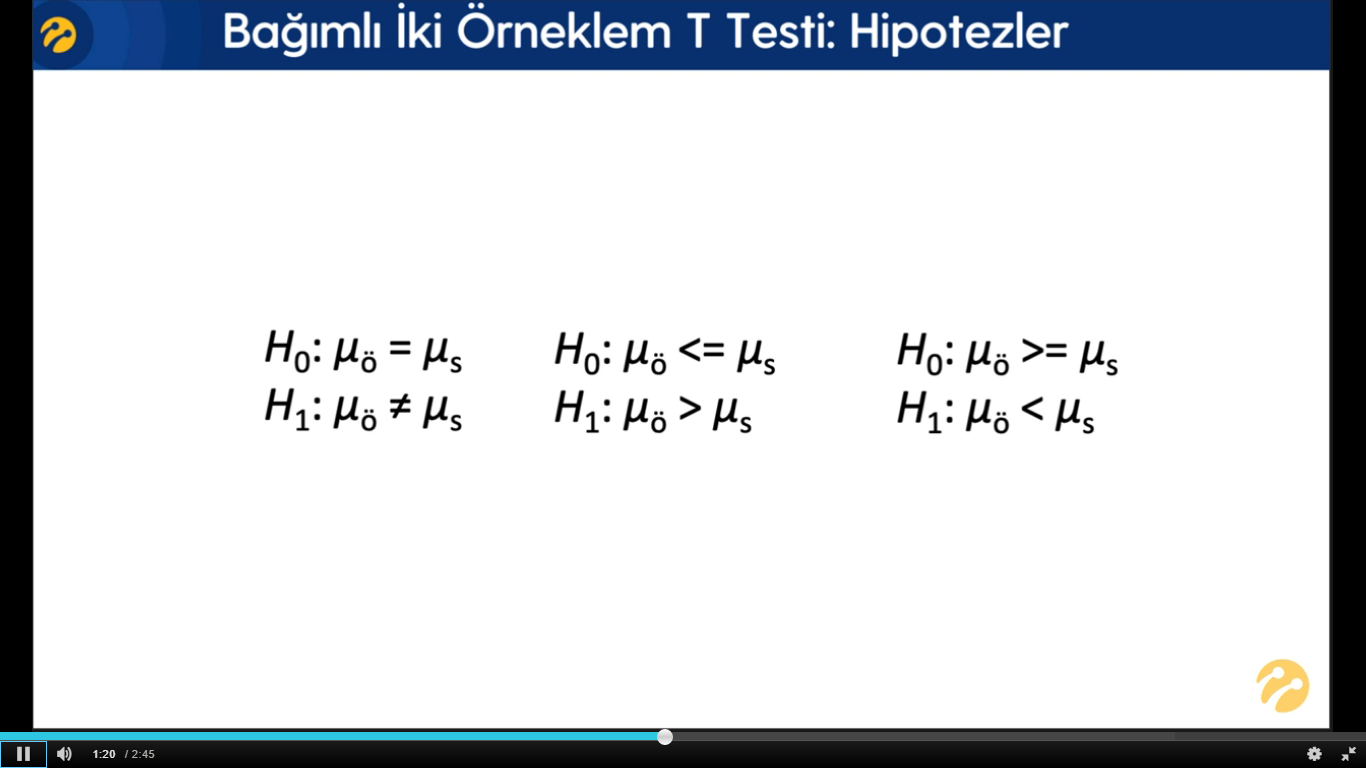 Bağımlı İki Örneklem T Testi: Hipotezler
H₀: μö = μs
H₁: μö ≠ μs
H₀: μö <= μs
H₁: μö > μs
H₀: μö >= μs
H₁: μö < μs
1:20 / 2:45